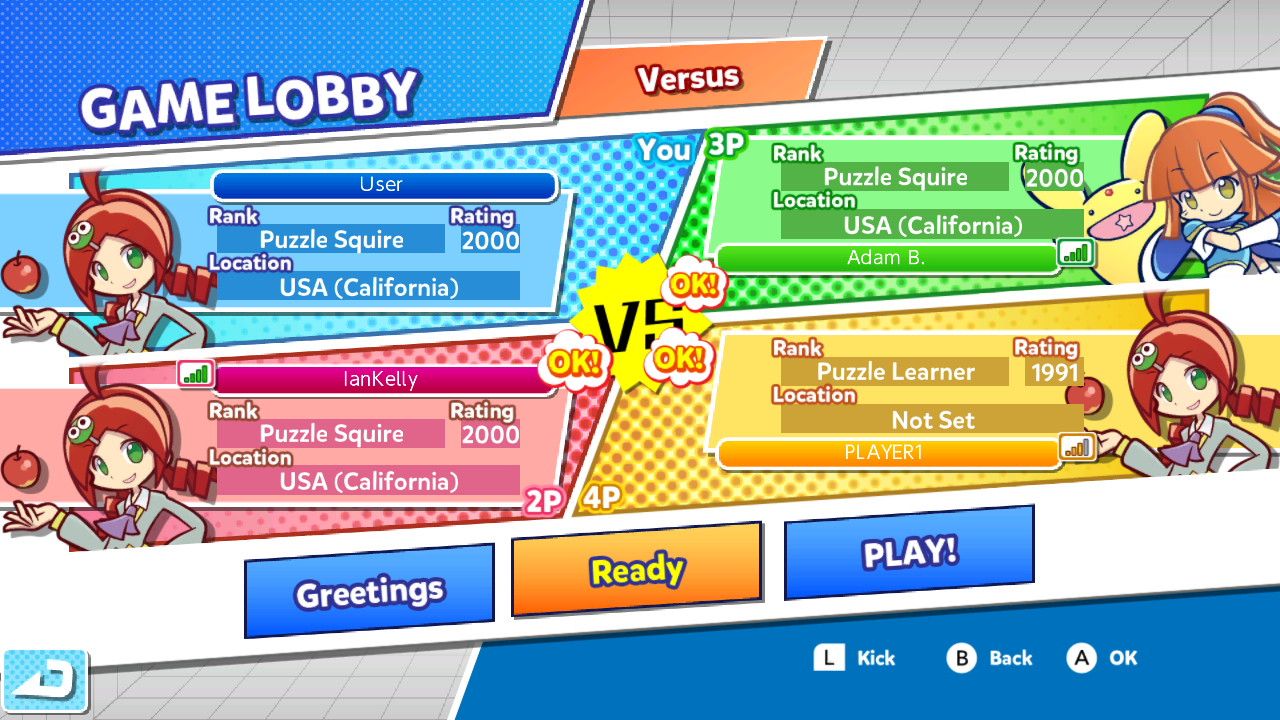 GAME LOBBY
Versus
You
User
Rank
Rating
Puzzle Squire
2000
Location
USA (California)
3P
Rank
Rating
Puzzle Squire
2000
Location
USA (California)
Adam B.
VS
OK!
OK!
OK!
IanKelly
Rank
Rating
Puzzle Squire
2000
Location
USA (California)
2P
4P
Rank
Rating
Puzzle Learner
1991
Location
Not Set
PLAYER1
Greetings
Ready
PLAY!
L Kick
B Back
A OK